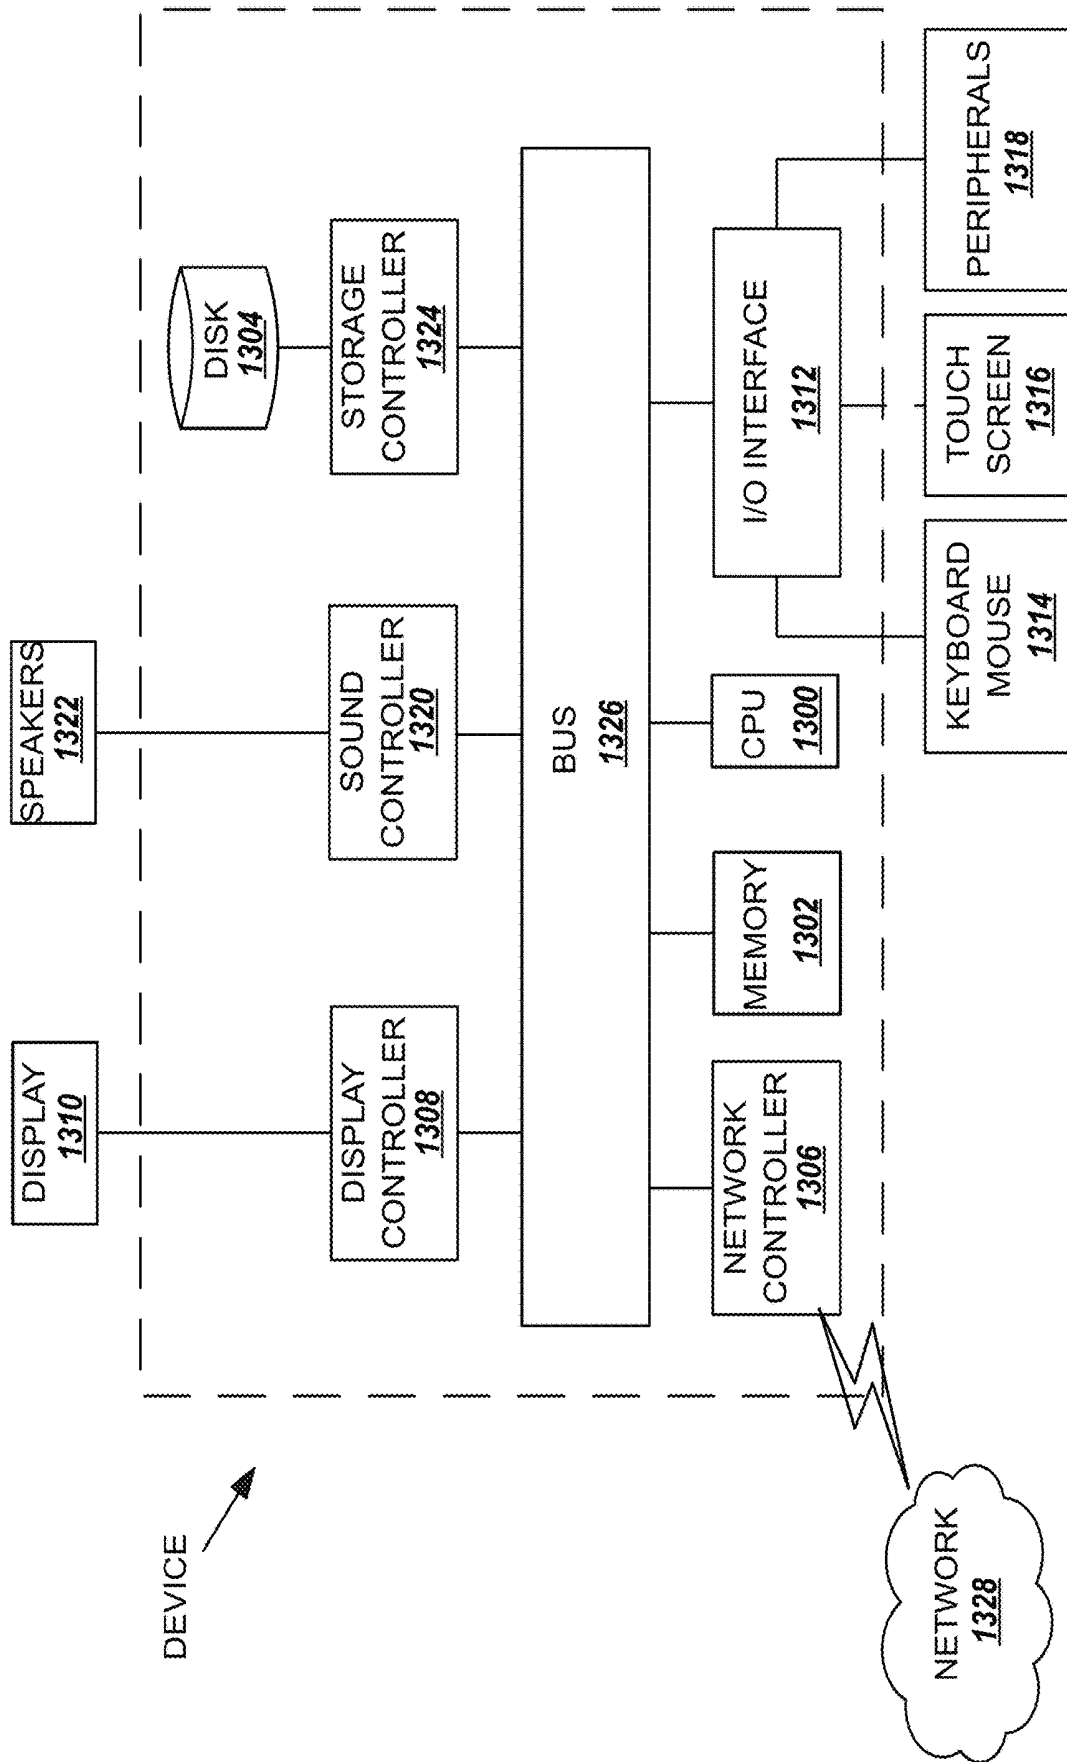 DISPLAY
1310
SPEAKERS
1322
DEVICE
DISPLAY
CONTROLLER
1308
SOUND
CONTROLLER
1320
STORAGE
CONTROLLER
1324
DISK
1304
BUS
1326
NETWORK
CONTROLLER
1306
MEMORY
1302
CPU
1300
I/O INTERFACE
1312
NETWORK
1328
KEYBOARD
MOUSE
1314
TOUCH
SCREEN
1316
PERIPHERALS
1318